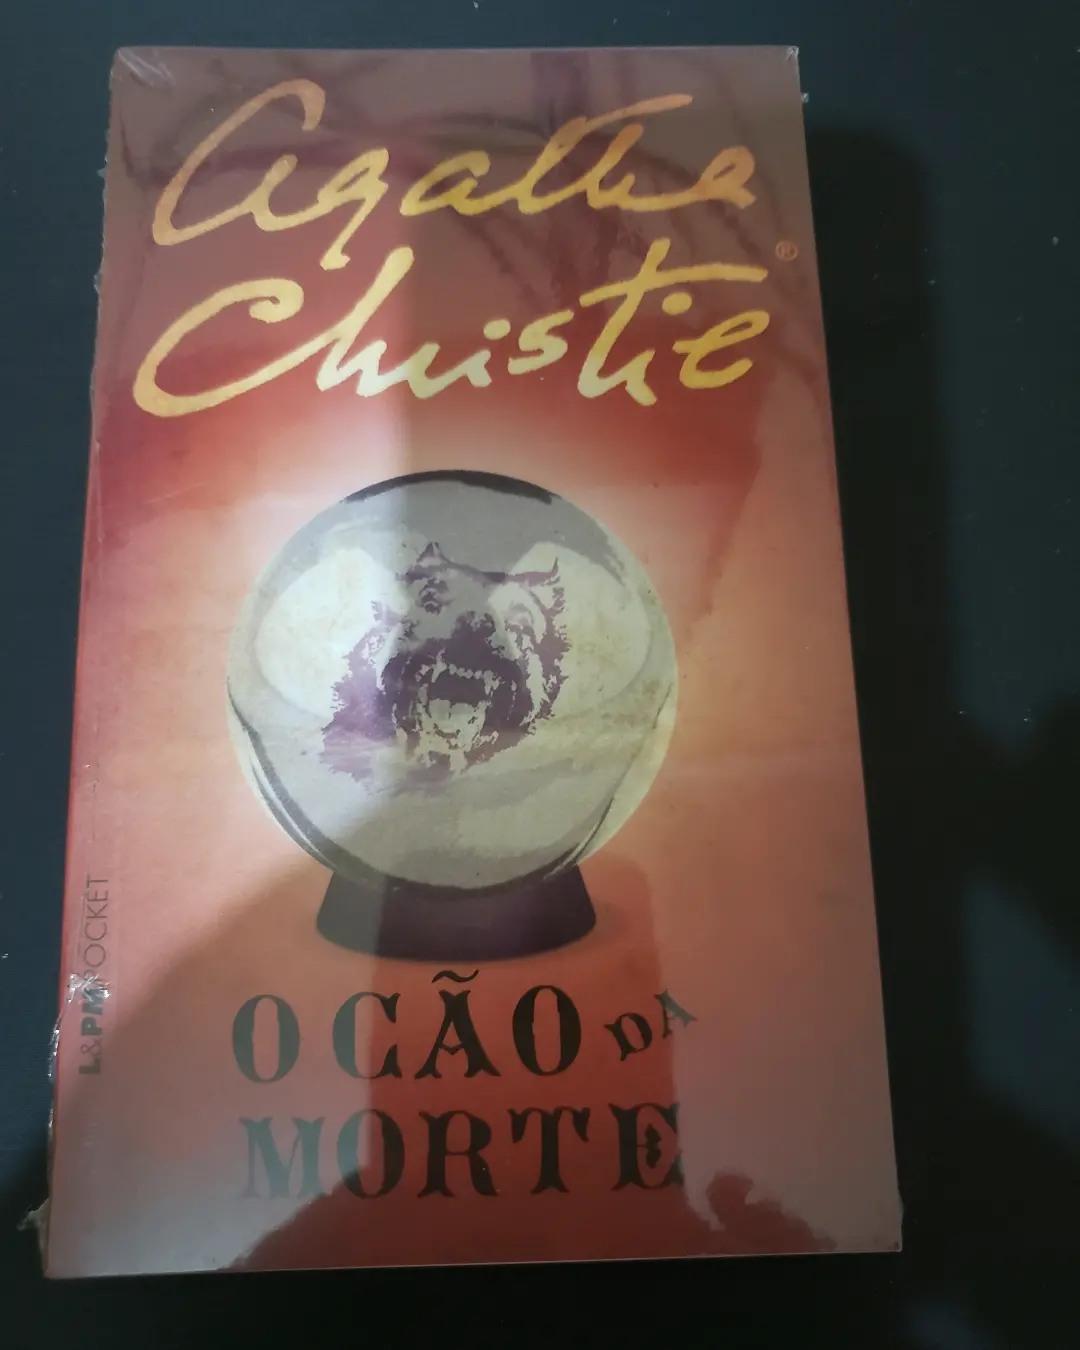 Agatha
Christie®
L&PM POCKET
O CÃO DA
MORTE